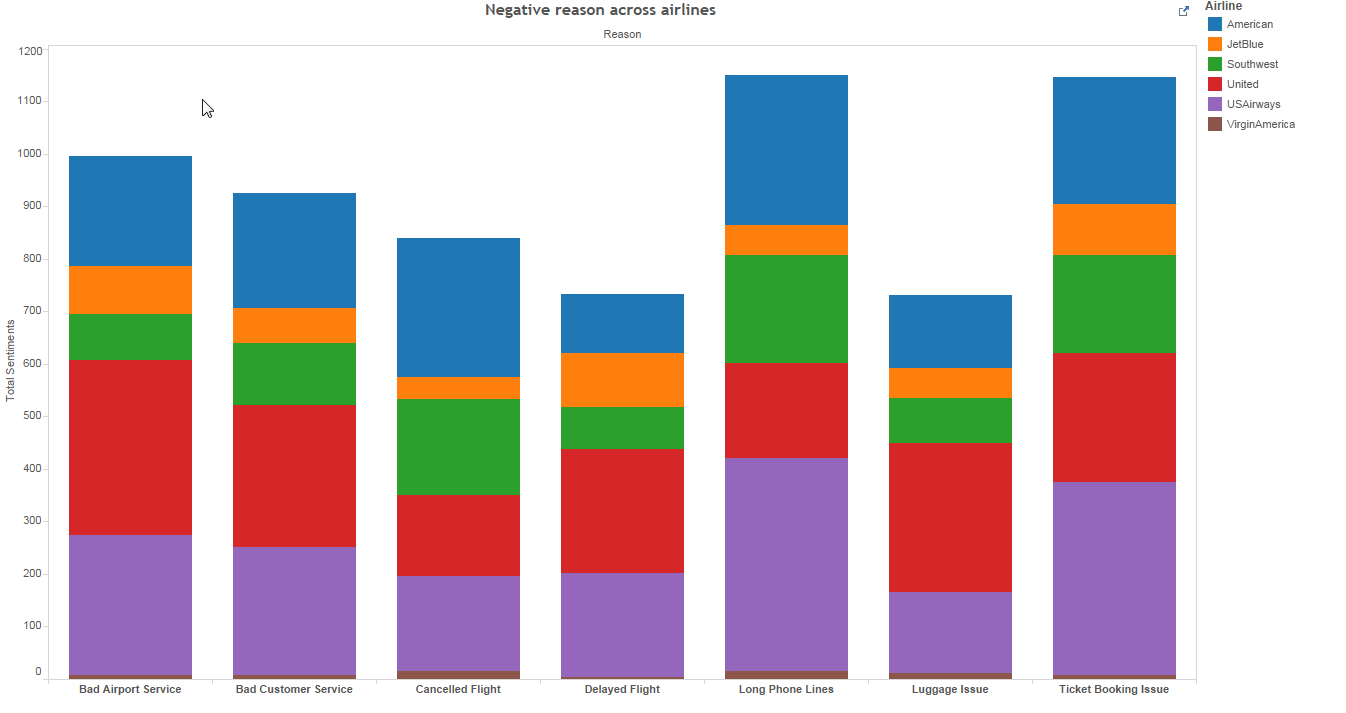 Negative reason across airlines
Reason
Airline
American
JetBlue
Southwest
United
USAirways
VirginAmerica
Total Sentiments
1200
1100
1000
900
800
700
600
500
400
300
200
100
0
Bad Airport Service
Bad Customer Service
Cancelled Flight
Delayed Flight
Long Phone Lines
Luggage Issue
Ticket Booking Issue